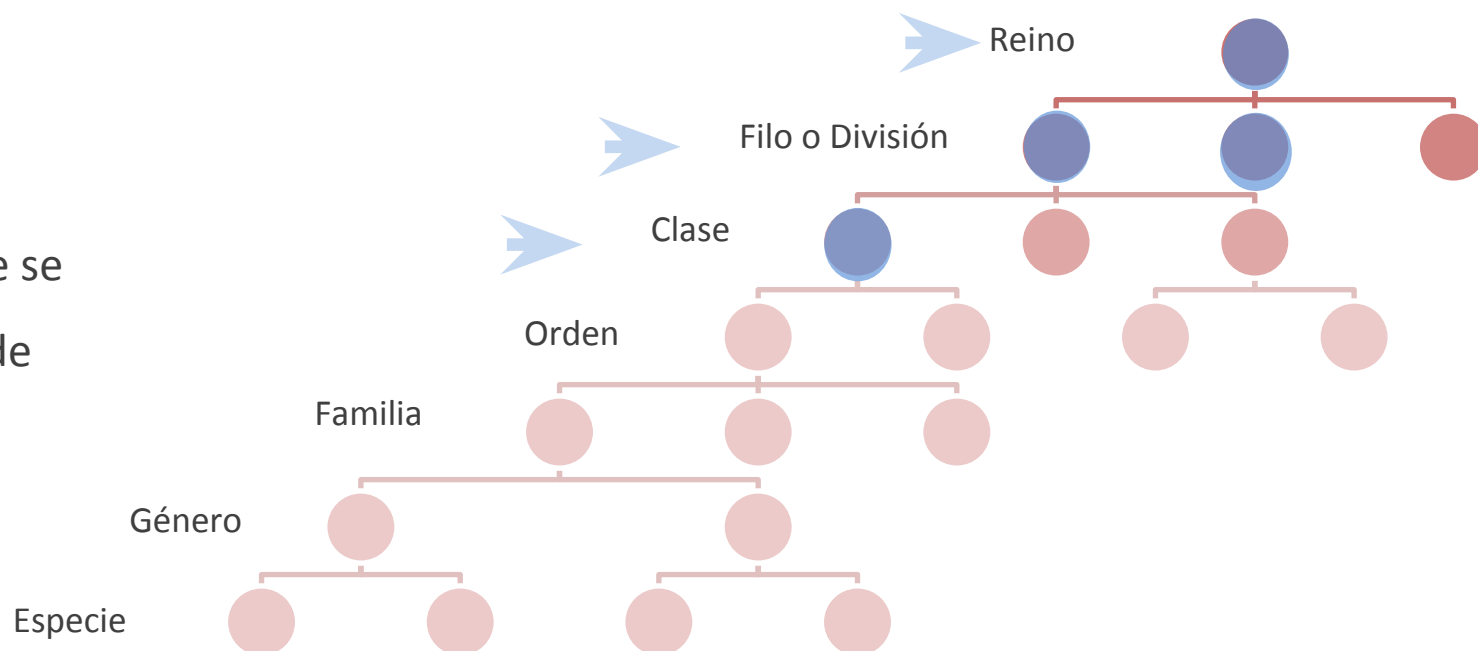 Reino
Filo o División
Clase
e se
Orden
de
Familia
Género
Especie